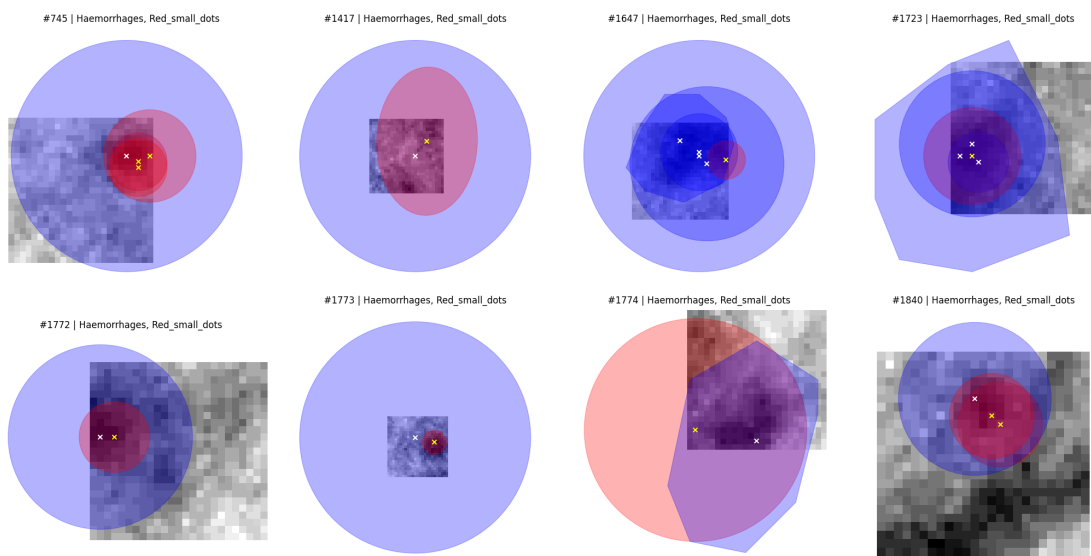 #745 | Haemorrhages, Red_small_dots
#1417 | Haemorrhages, Red_small_dots
#1647 | Haemorrhages, Red_small_dots
#1723 | Haemorrhages, Red_small_dots
#1772 | Haemorrhages, Red_small_dots
#1773 | Haemorrhages, Red_small_dots
#1774 | Haemorrhages, Red_small_dots
#1840 | Haemorrhages, Red_small_dots